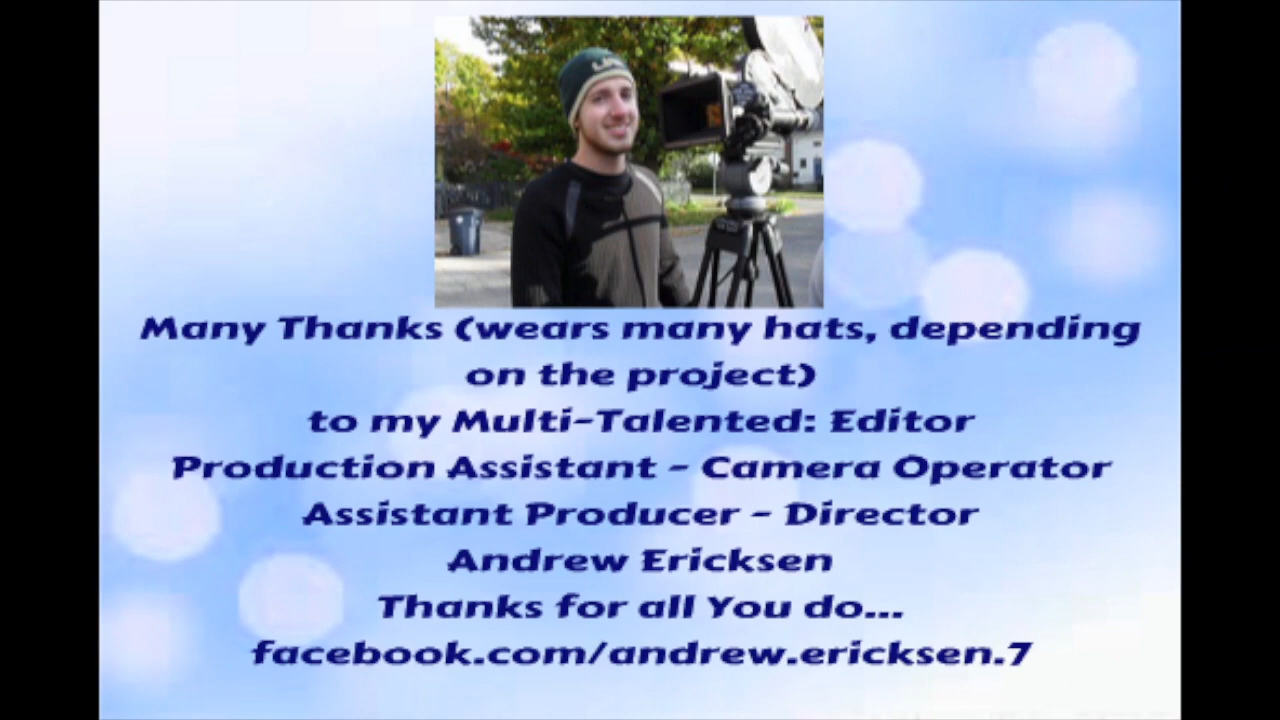 Many Thanks (wears many hats, depending
on the project)
to my Multi-Talented: Editor
Production Assistant - Camera Operator
Assistant Producer - Director
Andrew Ericksen
Thanks for all You do...
facebook.com/andrew.ericksen.7